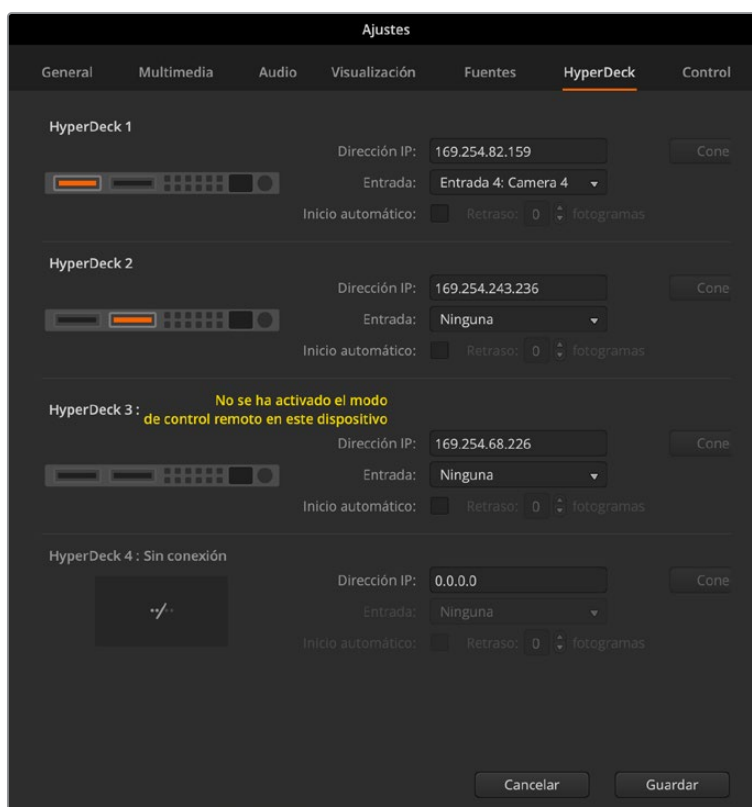 Ajustes
General Multimedia Audio Visualización Fuentes HyperDeck Control
HyperDeck 1
Dirección IP: 169.254.82.159 Cone
Entrada: Entrada 4: Camera 4
Inicio automático: Retraso: 0 fotogramas
HyperDeck 2
Dirección IP: 169.254.243.236 Cone
Entrada: Ninguna
Inicio automático: Retraso: 0 fotogramas
HyperDeck 3 : No se ha activado el modo
de control remoto en este dispositivo
Dirección IP: 169.254.68.226 Cone
Entrada: Ninguna
Inicio automático: Retraso: 0 fotogramas
HyperDeck 4 : Sin conexión
Dirección IP: 0.0.0.0 Cone
Entrada: Ninguna
Inicio automático: Retraso: 0 fotogramas
Cancelar Guardar